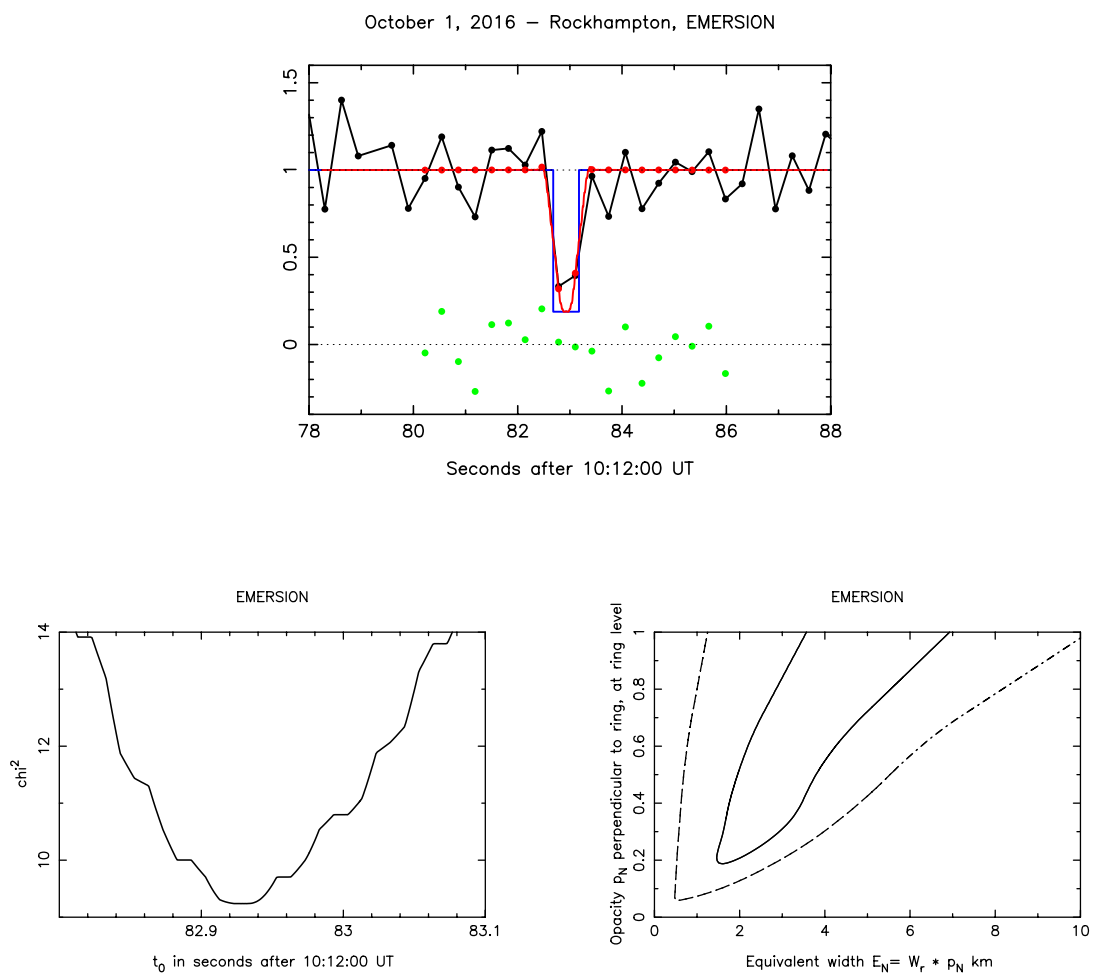 October 1, 2016 – Rockhampton, EMERSION
1.5
1
0.5
0
78 80 82 84 86 88
Seconds after 10:12:00 UT
EMERSION
14
12
10
chi²
82.9 83 83.1
t₀ in seconds after 10:12:00 UT
EMERSION
Opacity p_N perpendicular to ring, at ring level
1
0.8
0.6
0.4
0.2
0
0 2 4 6 8 10
Equivalent width E_N= W_r * p_N km